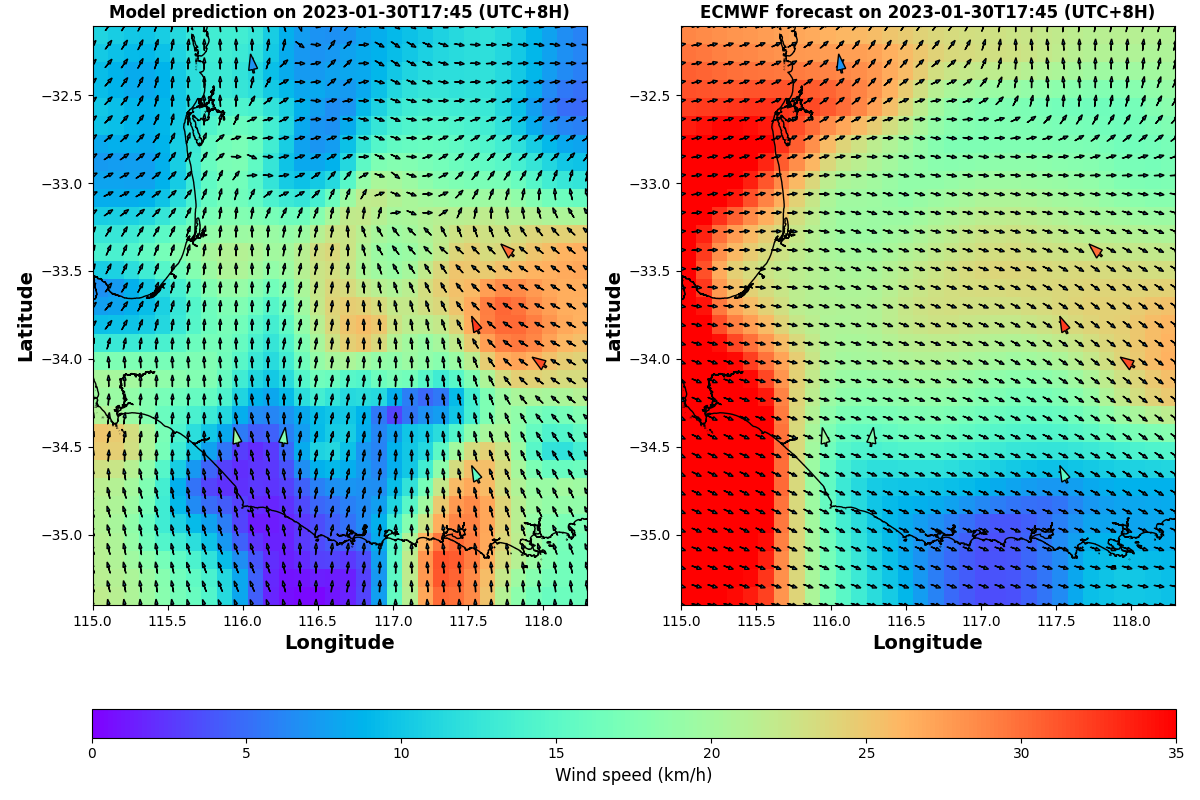 Model prediction on 2023-01-30T17:45 (UTC+8H)
ECMWF forecast on 2023-01-30T17:45 (UTC+8H)
−32.5
−33.0
−33.5
−34.0
−34.5
−35.0
Latitude
115.0 115.5 116.0 116.5 117.0 117.5 118.0
Longitude
−32.5
−33.0
−33.5
−34.0
−34.5
−35.0
Latitude
115.0 115.5 116.0 116.5 117.0 117.5 118.0
Longitude
0 5 10 15 20 25 30 35
Wind speed (km/h)